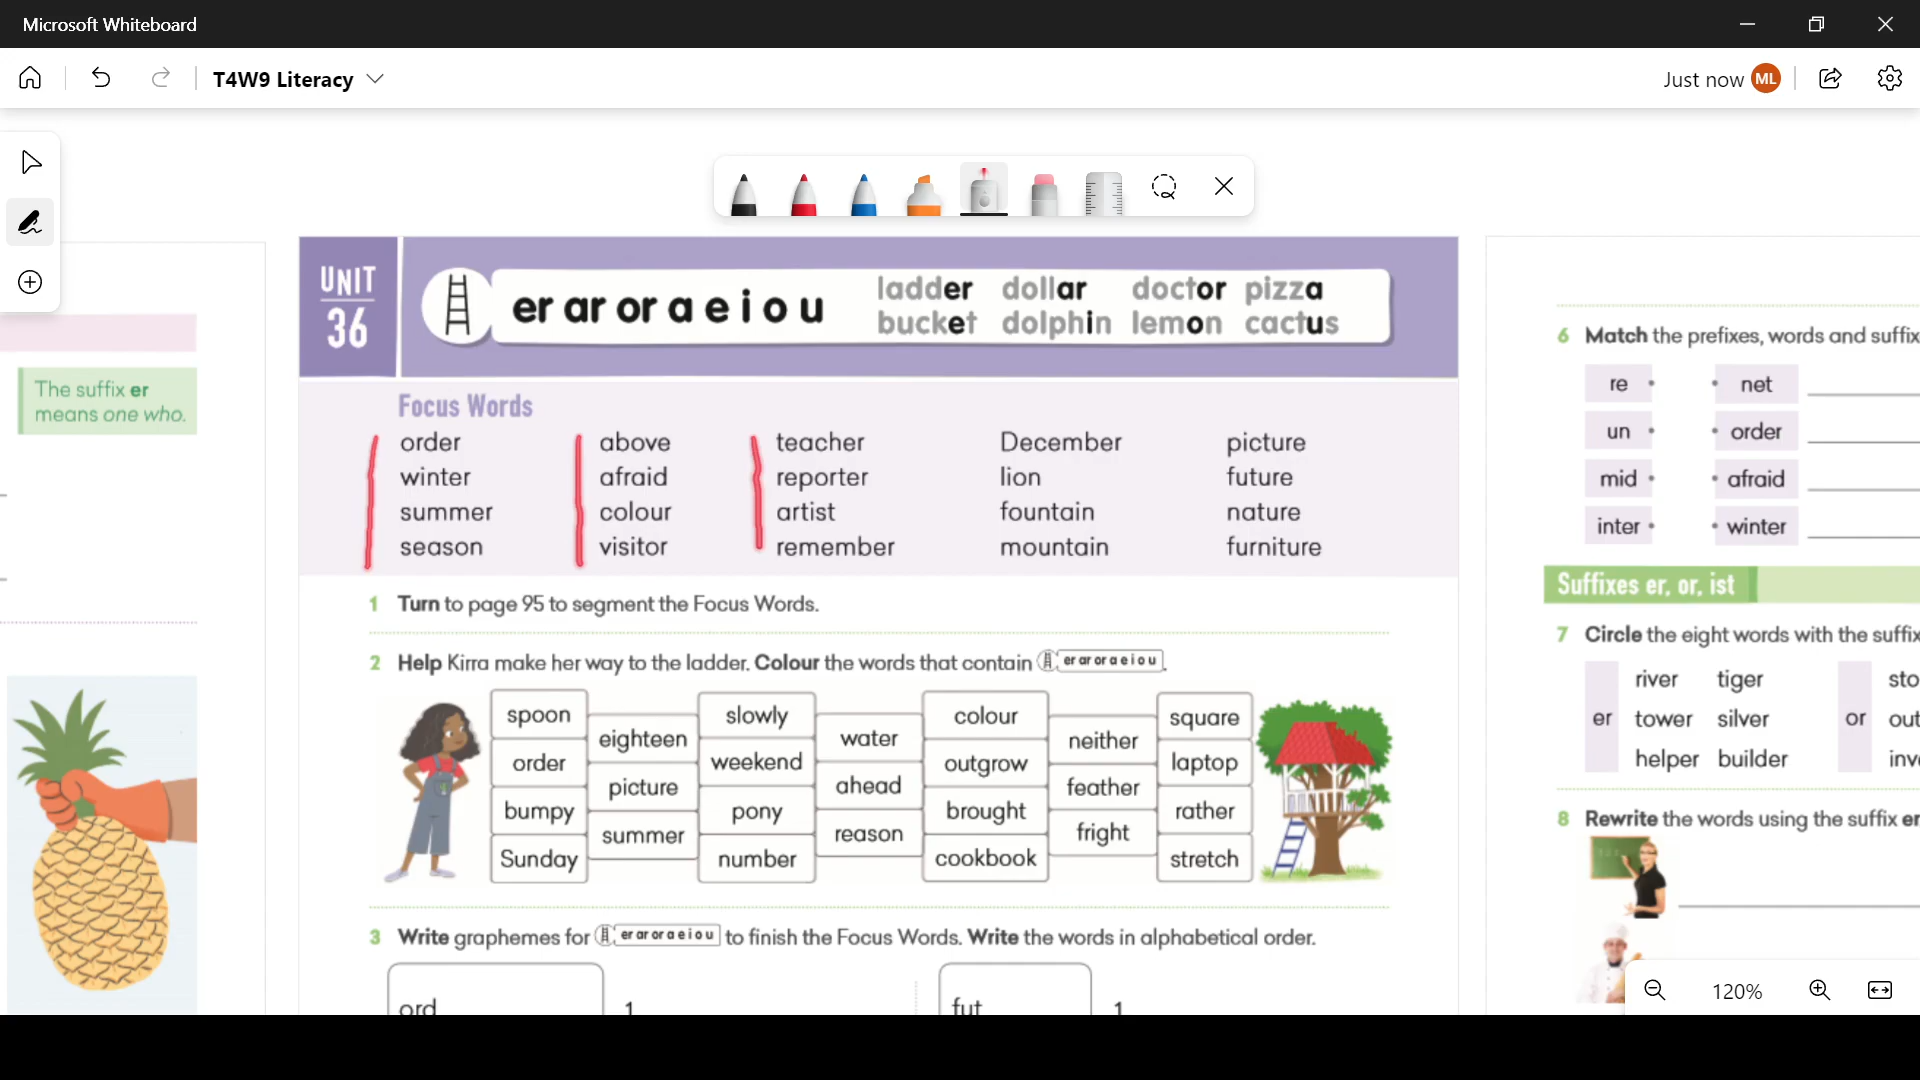 Microsoft Whiteboard
T4W9 Literacy
Just now ML
UNIT
36
er ar or a e i o u
ladder dollar doctor pizza
bucket dolphin lemon cactus
The suffix er
means one who.
Focus Words
order above teacher December picture
winter afraid reporter lion future
summer colour artist fountain nature
season visitor remember mountain furniture
1 Turn to page 95 to segment the Focus Words.
2 Help Kirra make her way to the ladder. Colour the words that contain er ar or a e i o u.
spoon
order
bumpy
Sunday
eighteen
picture
summer
slowly
weekend
pony
number
water
ahead
reason
colour
outgrow
brought
cookbook
neither
feather
fright
square
laptop
rather
stretch
3 Write graphemes for er ar or a e i o u to finish the Focus Words. Write the words in alphabetical order.
ord 1 fut 1
6 Match the prefixes, words and suffix
re net
un order
mid afraid
inter winter
Suffixes er, or, ist
7 Circle the eight words with the suffix
river tiger sto
er tower silver or out
helper builder inv
8 Rewrite the words using the suffix er
120%